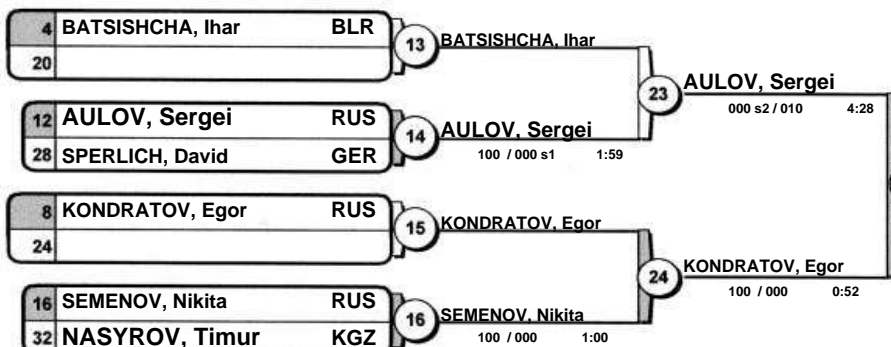 4 BATSISHCHA, Ihar BLR
20
13 BATSISHCHA, Ihar
12 AULOV, Sergei RUS
28 SPERLICH, David GER
14 AULOV, Sergei
100 / 000 s1 1:59
23 AULOV, Sergei
000 s2 / 010 4:28
8 KONDRATOV, Egor RUS
24
15 KONDRATOV, Egor
16 SEMENOV, Nikita RUS
32 NASYROV, Timur KGZ
16 SEMENOV, Nikita
100 / 000 1:00
24 KONDRATOV, Egor
100 / 000 0:52